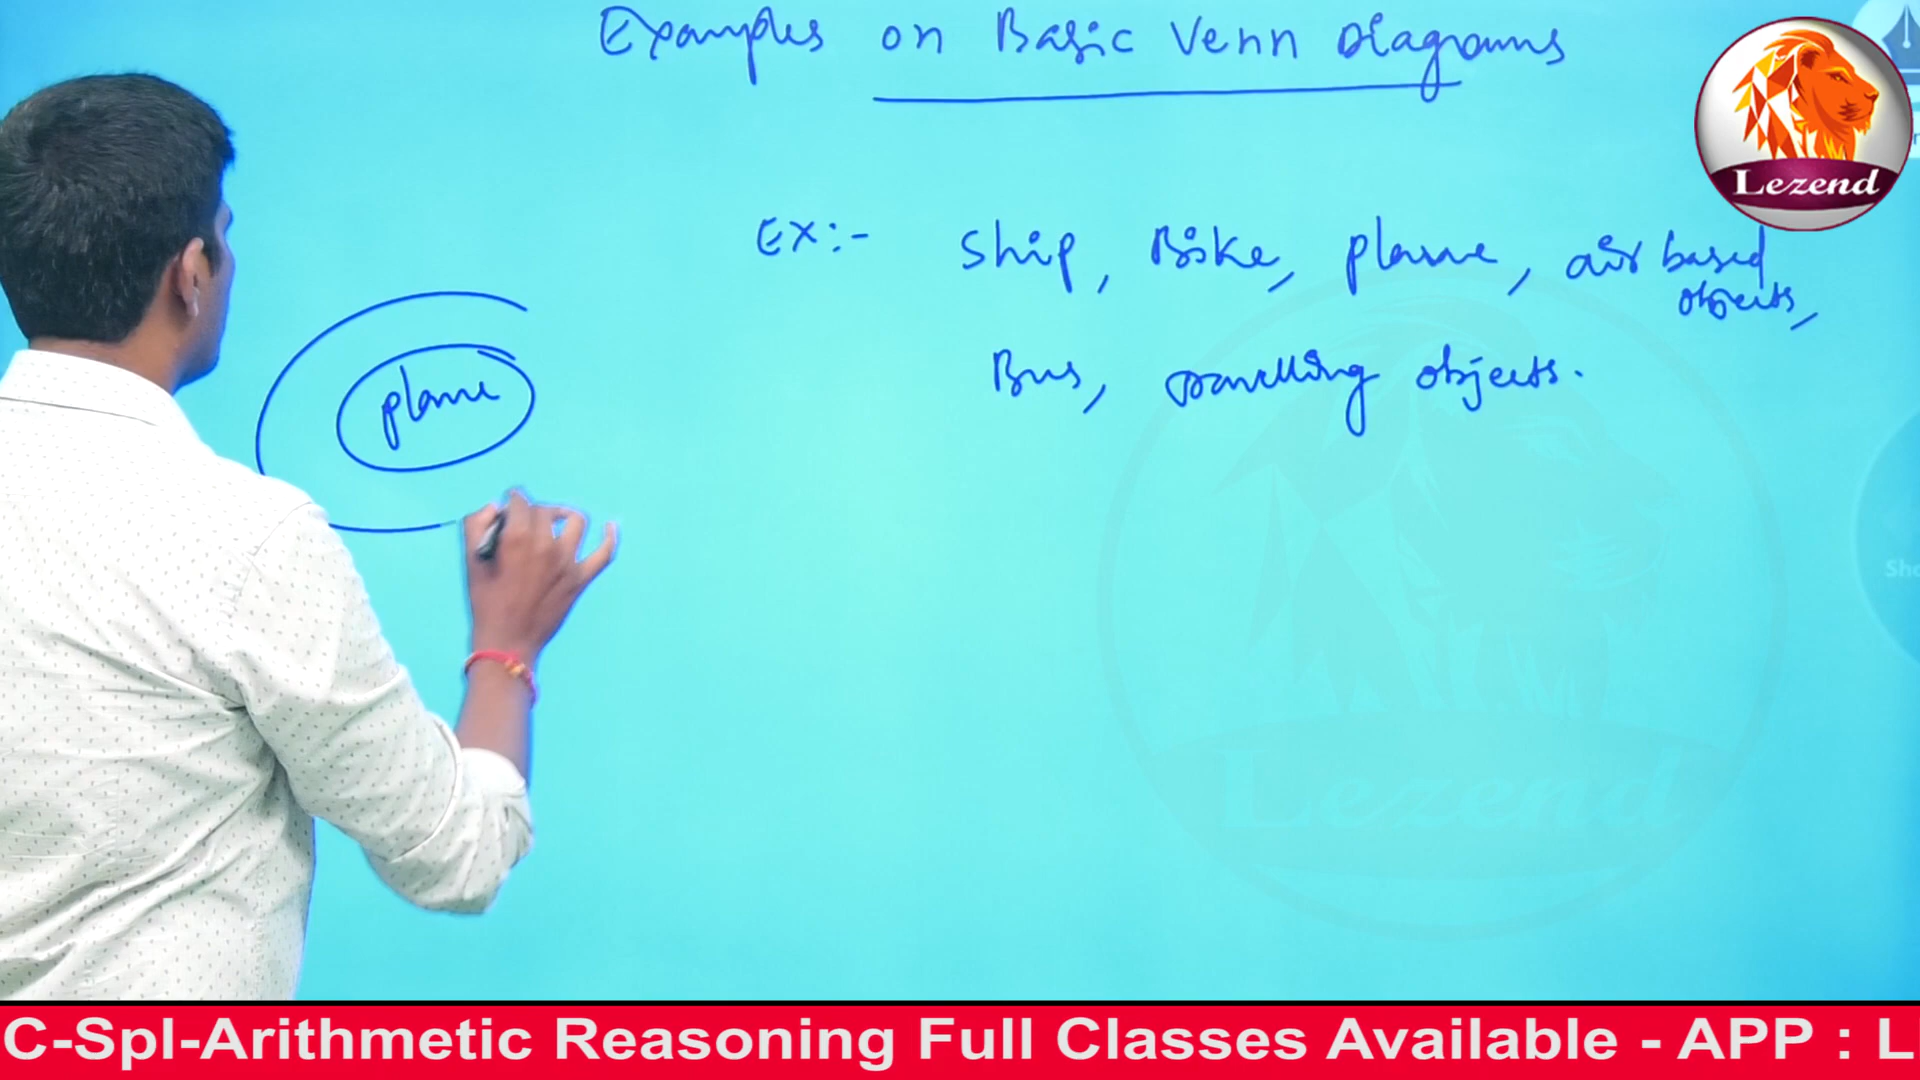 Examples on Basic Venn Diagrams
Lezend
EX:- Ship, Bike, plane, air based
objects,
Bus, travelling objects.
plane
Lezend
C-Spl-Arithmetic Reasoning Full Classes Available - APP : L